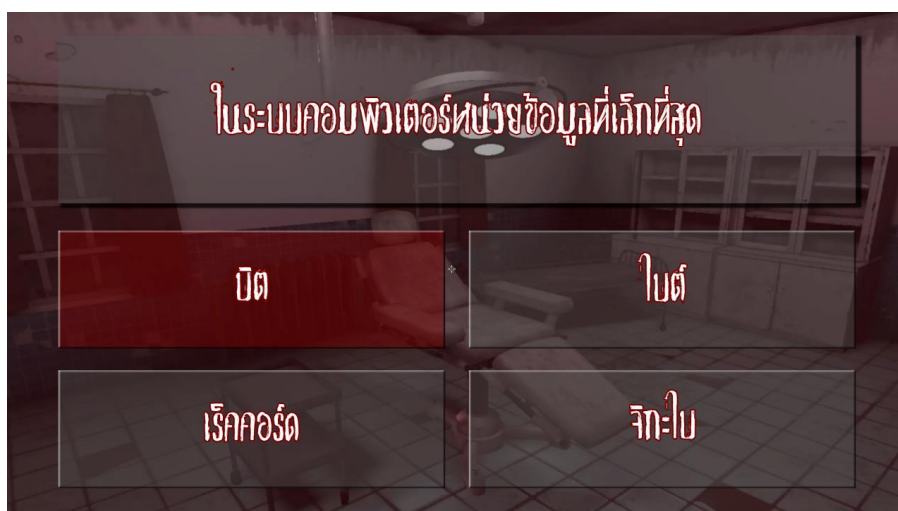 ในระบบคอมพิวเตอร์หน่วยข้อมูลที่เล็กที่สุด
บิต
ไบต์
เร็คคอร์ด
จิกะไบ